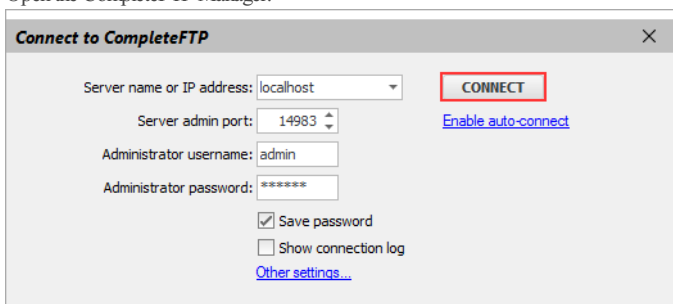 Connect to CompleteFTP
Server name or IP address: localhost CONNECT
Server admin port: 14983 Enable auto-connect
Administrator username: admin
Administrator password: ******
Save password
Show connection log
Other settings...